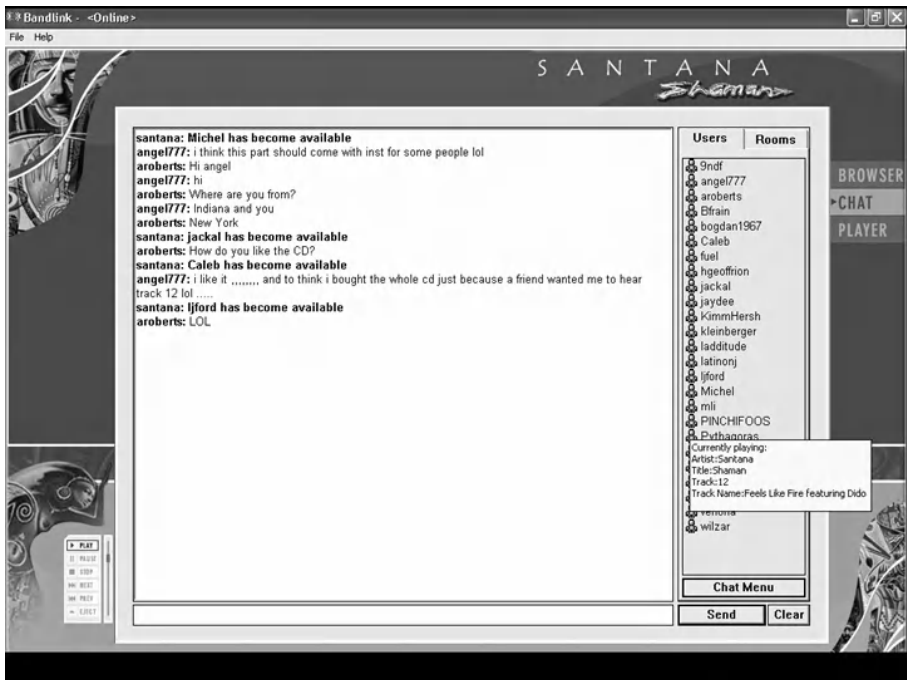 Bandlink - <Online>
File Help
SANTANA
Shaman
santana: Michel has become available
angel777: i think this part should come with inst for some people lol
aroberts: Hi angel
angel777: hi
aroberts: Where are you from?
angel777: Indiana and you
aroberts: New York
santana: jackal has become available
aroberts: How do you like the CD?
santana: Caleb has become available
angel777: i like it ,,,,,,,, and to think i bought the whole cd just because a friend wanted me to hear
track 12 lol .....
santana: ljford has become available
aroberts: LOL
Users Rooms
9ndf
angel777
aroberts
Bfrain
bogdan1967
Caleb
fuel
hgeoffrion
jackal
jaydee
KimmHersh
kleinberger
ladditude
latinonj
ljford
Michel
mli
PINCHIFOOS
Pythagoras
Currently playing:
Artist:Santana
Title:Shaman
Track:12
Track Name:Feels Like Fire featuring Dido
wilzar
Chat Menu
Send Clear
BROWSER
CHAT
PLAYER
PLAY
PAUSE
STOP
NEXT
PREV
EJECT